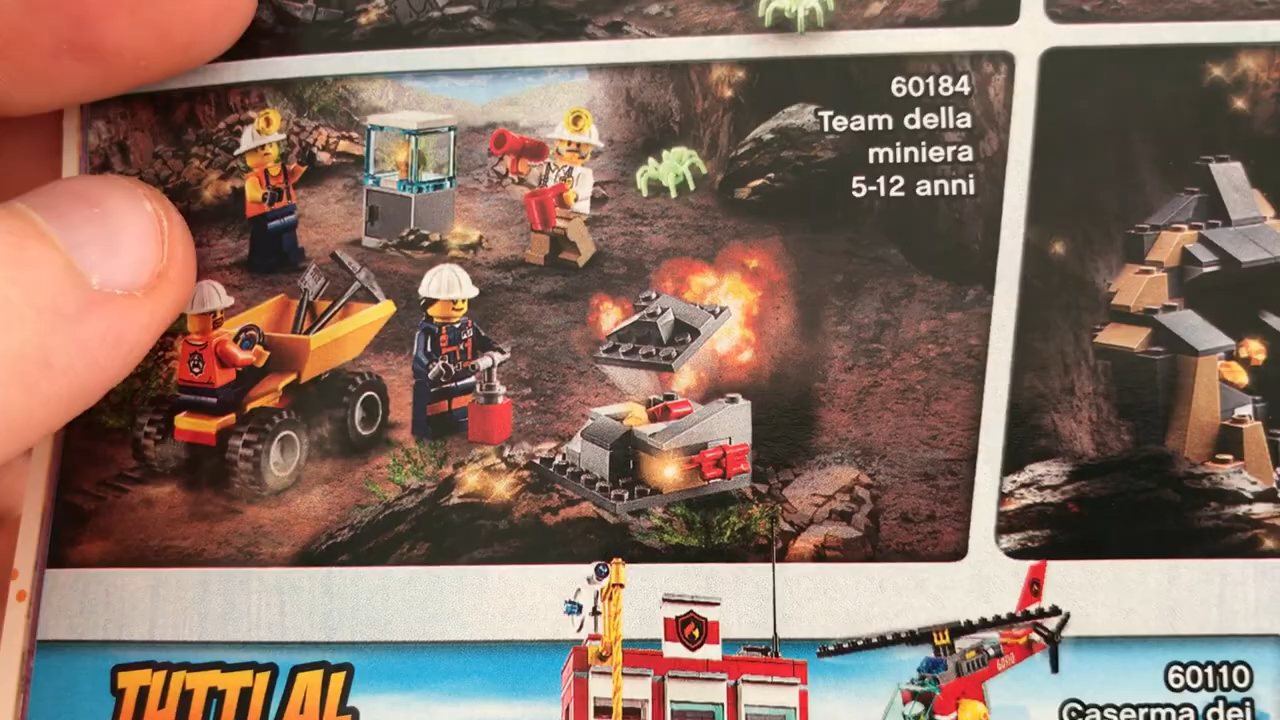 60184
Team della
miniera
5-12 anni
TUTTI AL
60110
Caserma dei